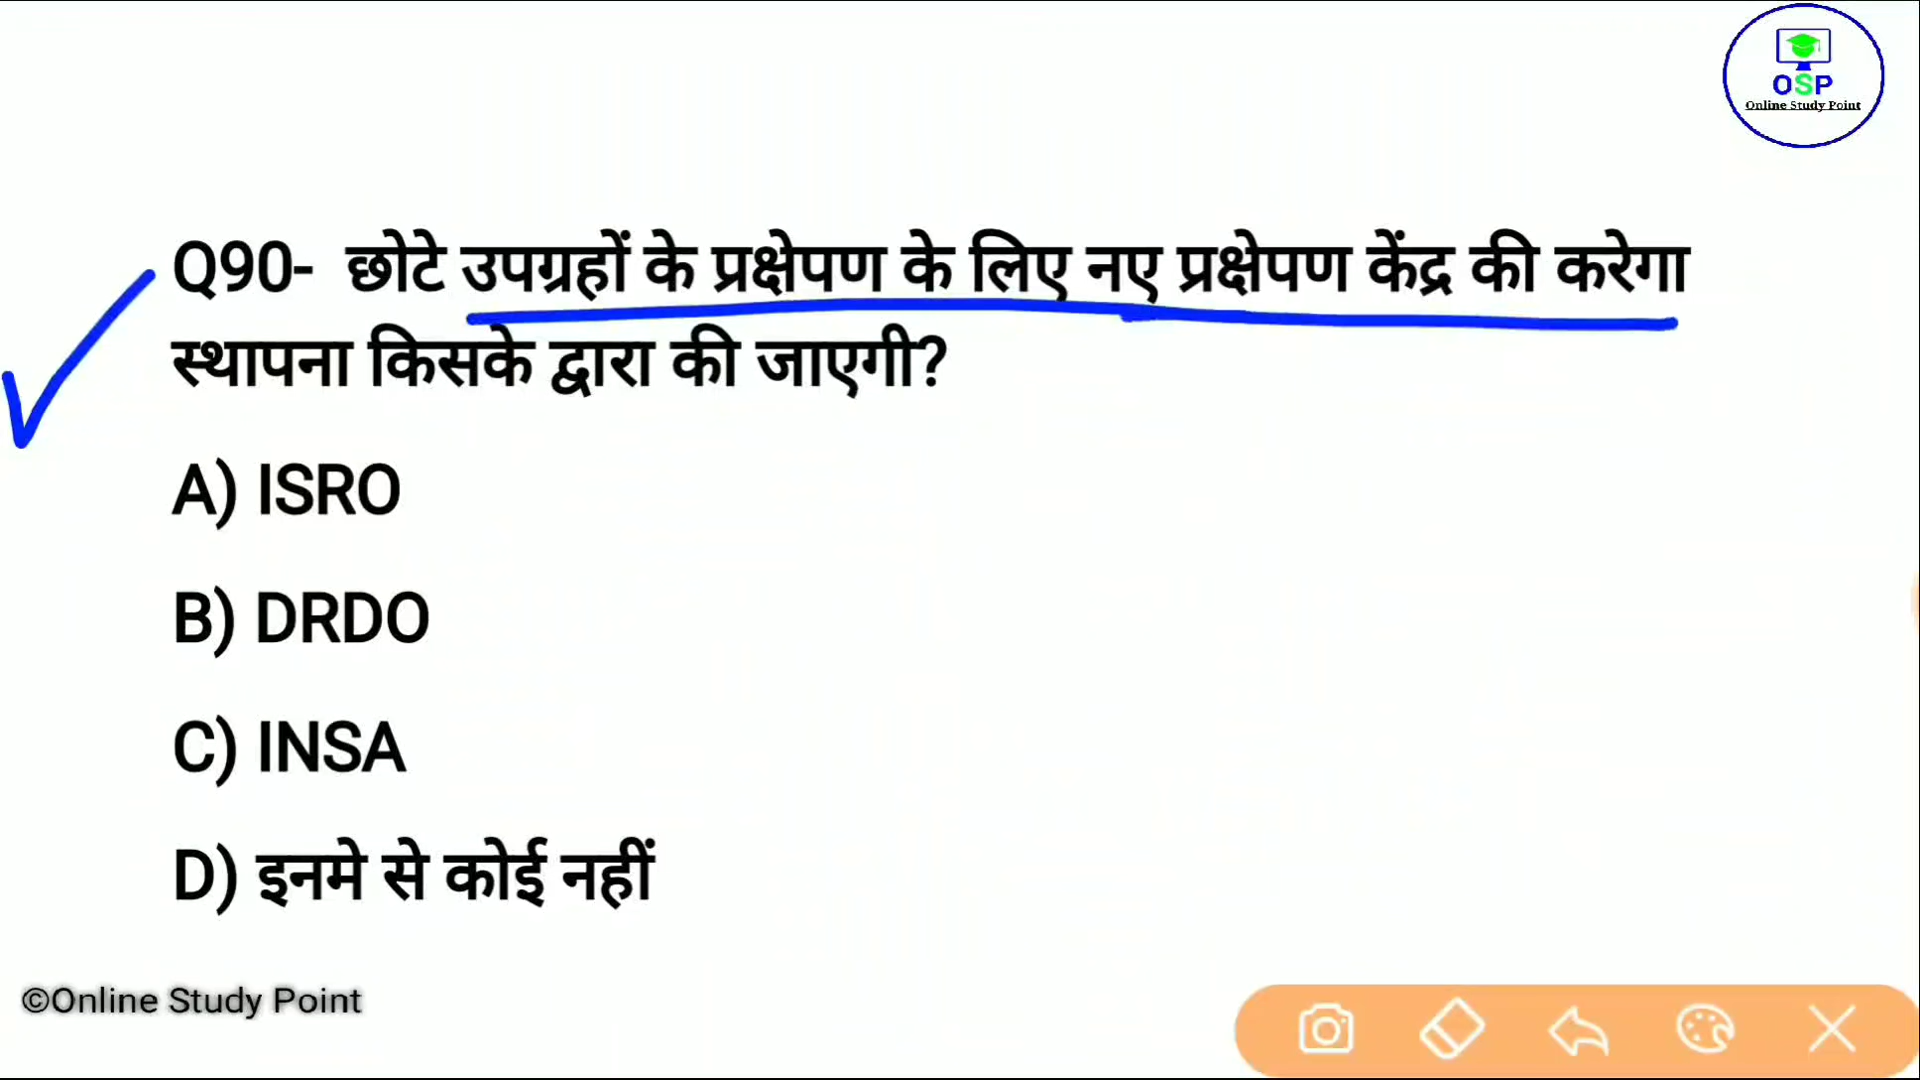 OSP
Online Study Point
Q90- छोटे उपग्रहों के प्रक्षेपण के लिए नए प्रक्षेपण केंद्र की करेगा
स्थापना किसके द्वारा की जाएगी?
A) ISRO
B) DRDO
C) INSA
D) इनमे से कोई नहीं
©Online Study Point